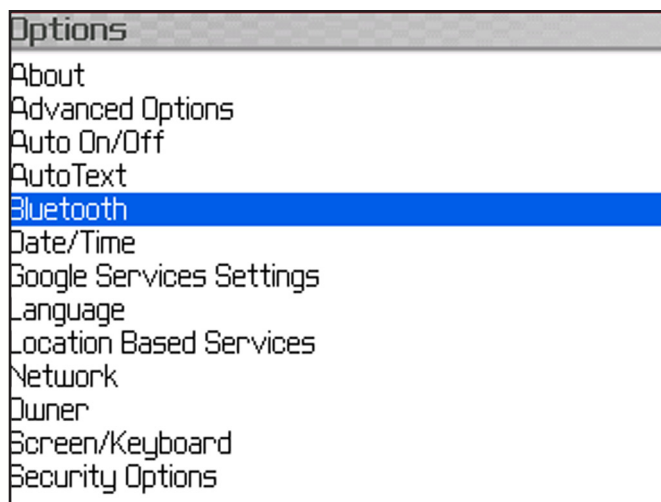 Options
About
Advanced Options
Auto On/Off
AutoText
Bluetooth
Date/Time
Google Services Settings
Language
Location Based Services
Network
Owner
Screen/Keyboard
Security Options